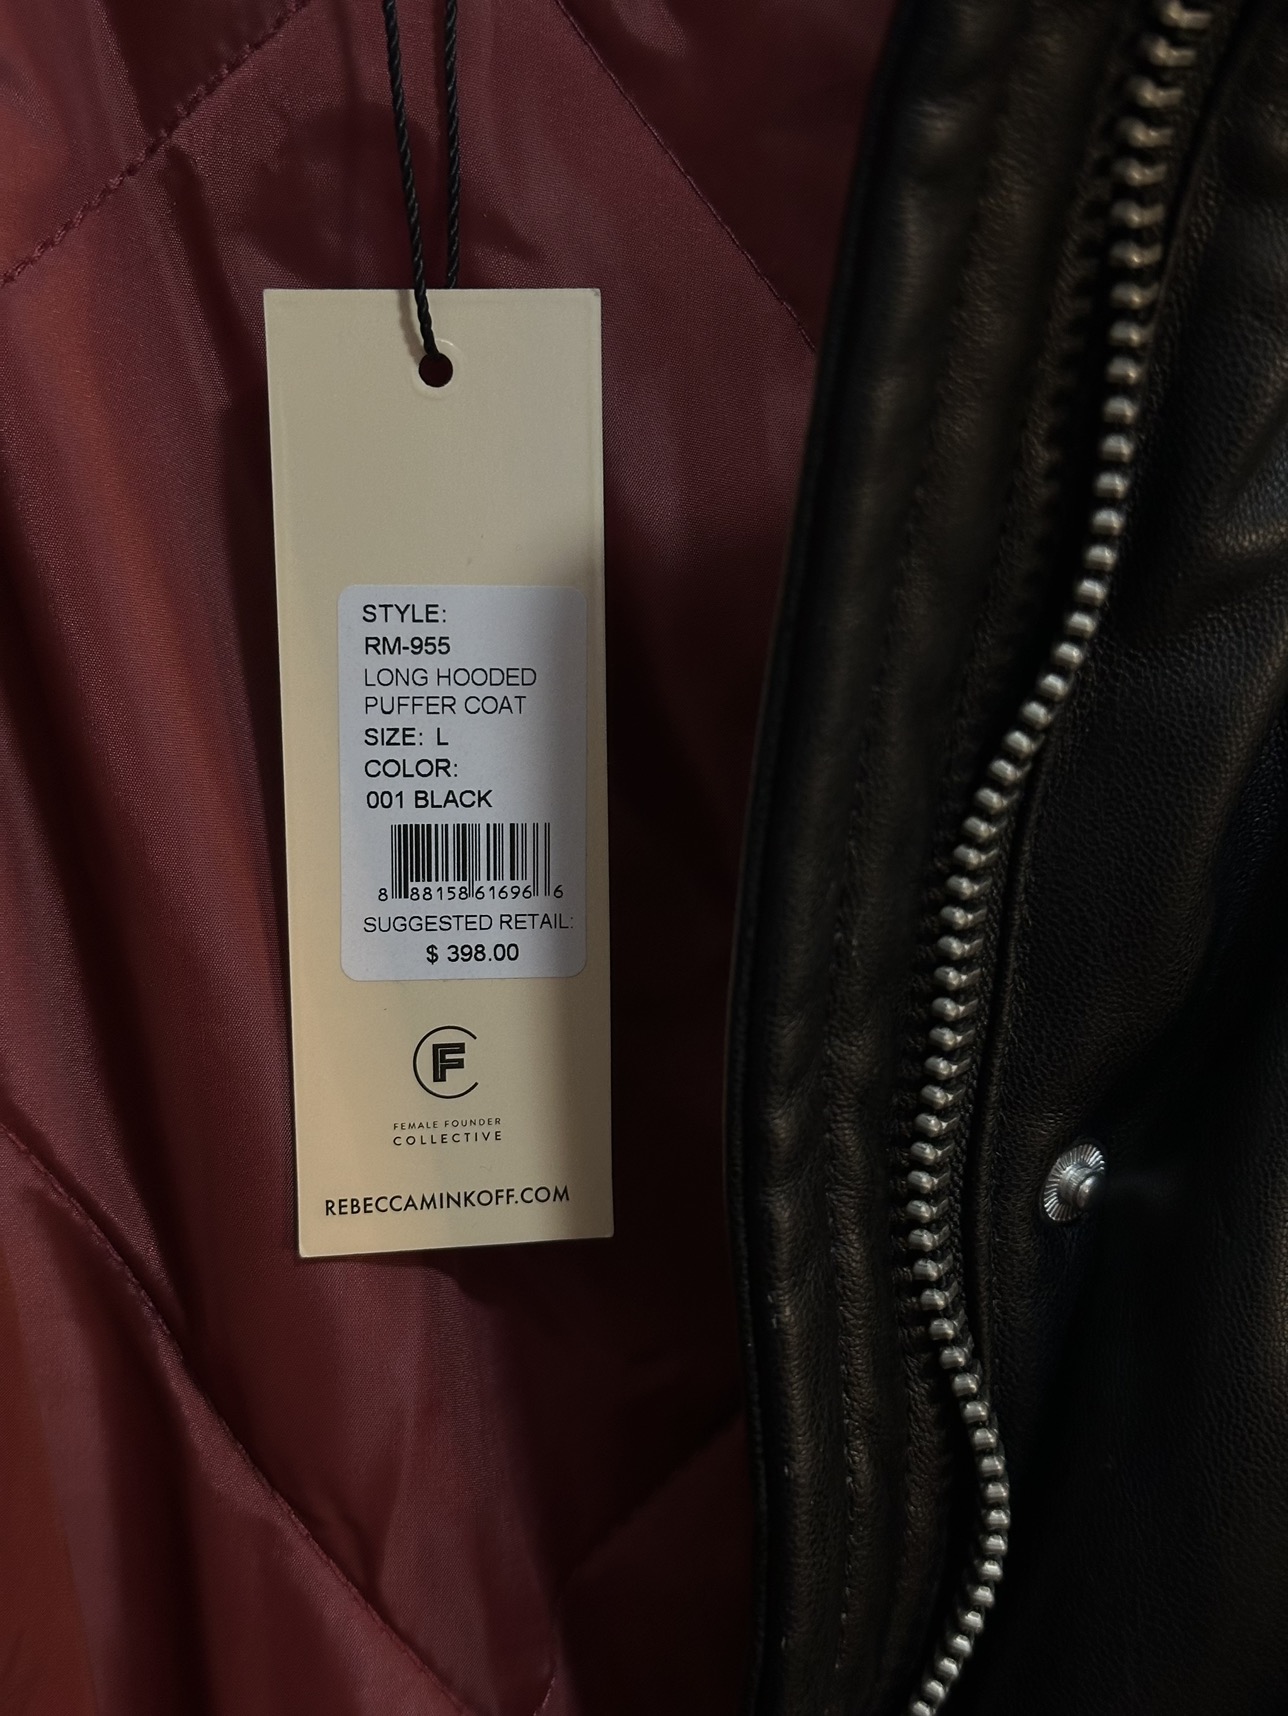 STYLE:
RM-955
LONG HOODED
PUFFER COAT
SIZE: L
COLOR:
001 BLACK
8 88158 61696 6
SUGGESTED RETAIL:
$ 398.00
F
FEMALE FOUNDER
COLLECTIVE
REBECCAMINKOFF.COM